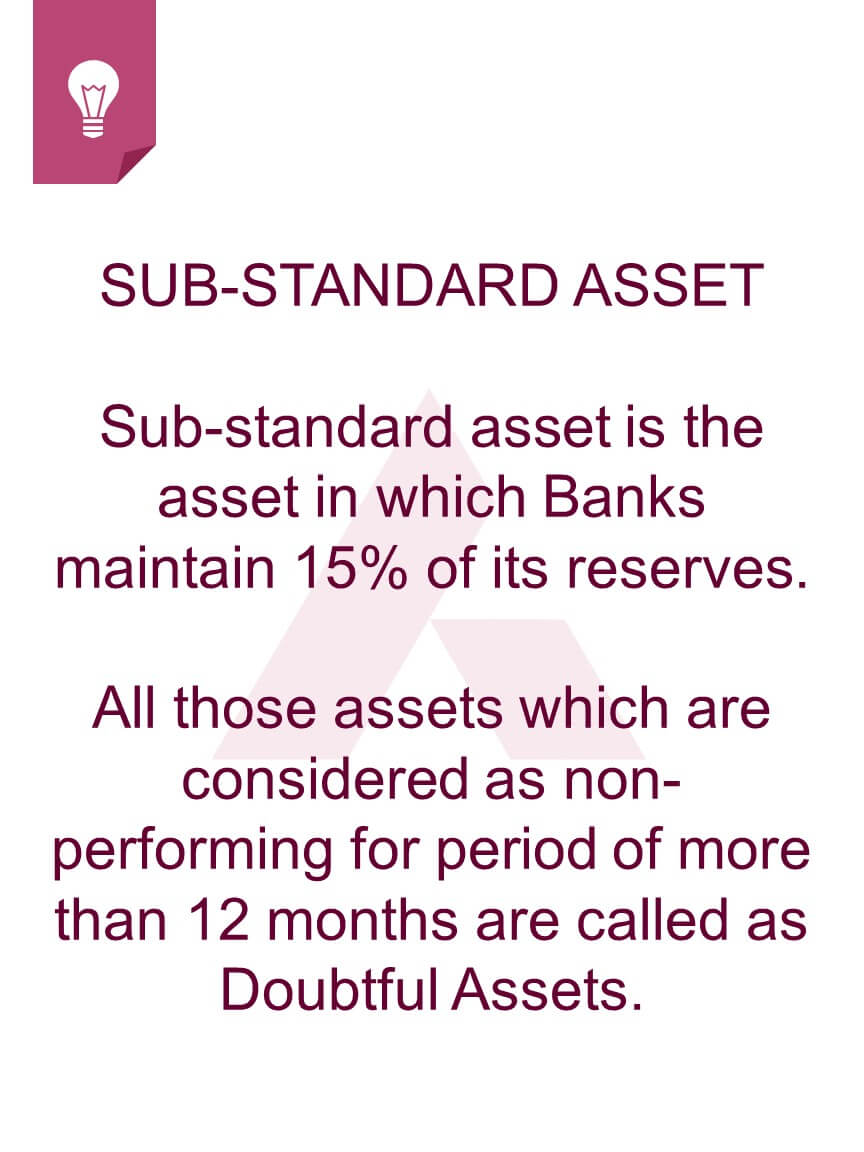 SUB-STANDARD ASSET
Sub-standard asset is the
asset in which Banks
maintain 15% of its reserves.
All those assets which are
considered as non-
performing for period of more
than 12 months are called as
Doubtful Assets.